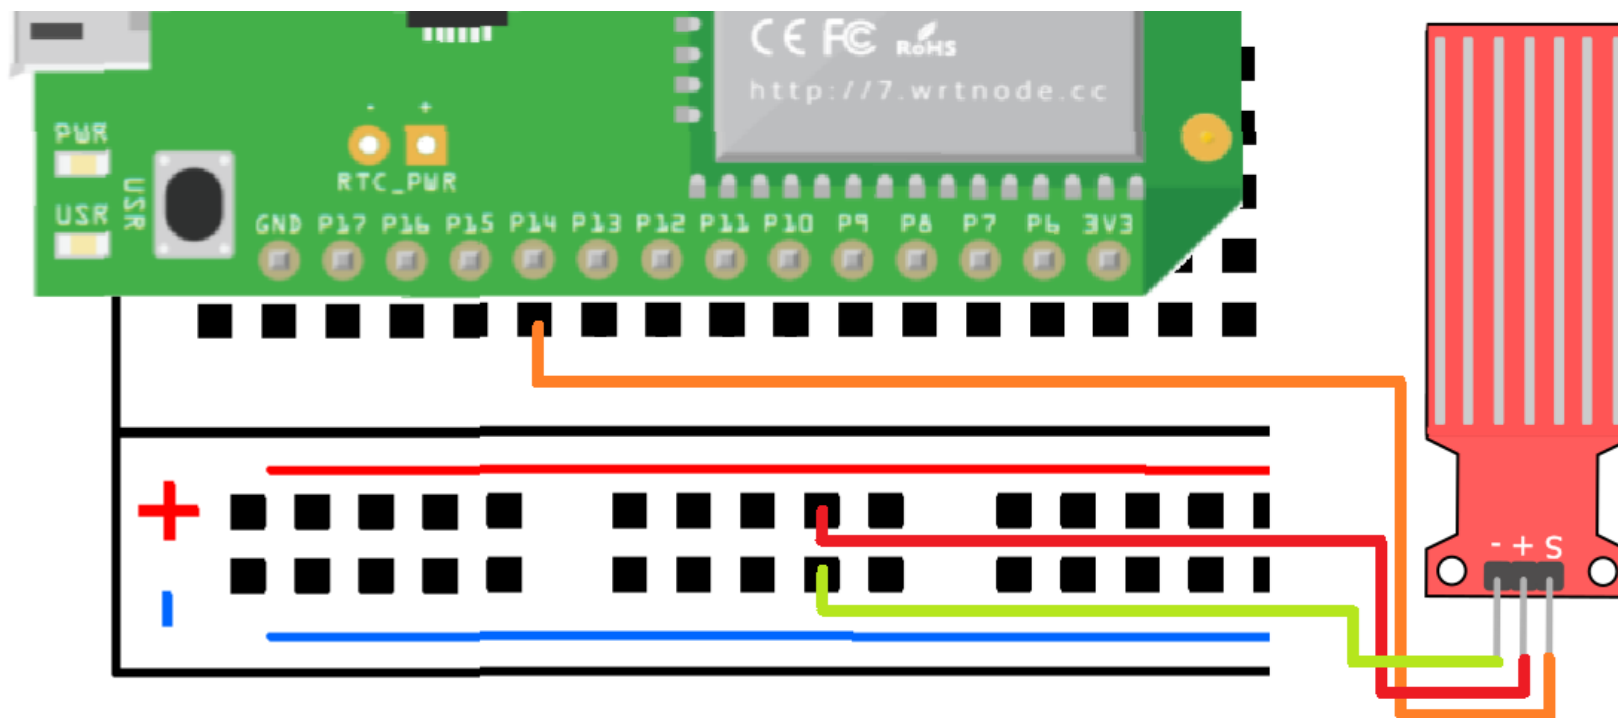 CE FC RoHS
http://7.wrtnode.cc
- +
PWR
RTC_PWR
USR
USR
GND P17 P16 P15 P14 P13 P12 P11 P10 P9 P8 P7 P6 3V3
+
-
- + S